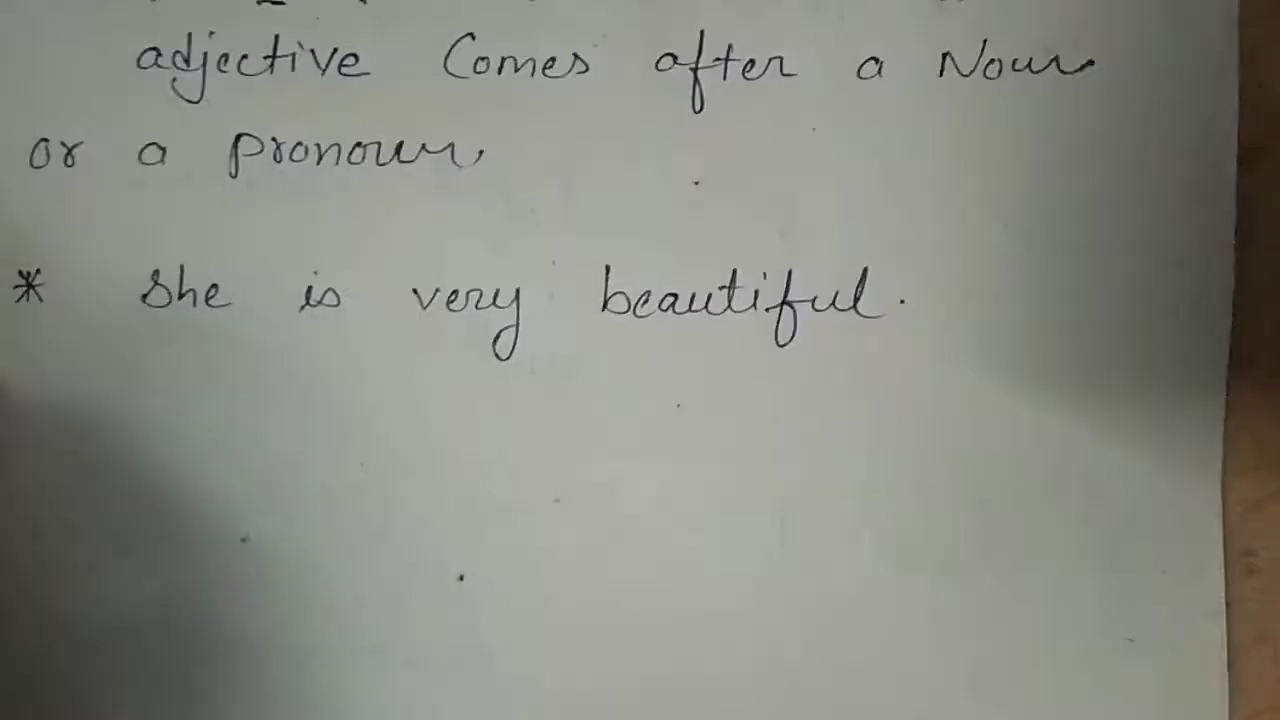 adjective Comes after a Noun
or a pronoun,
* She is very beautiful.